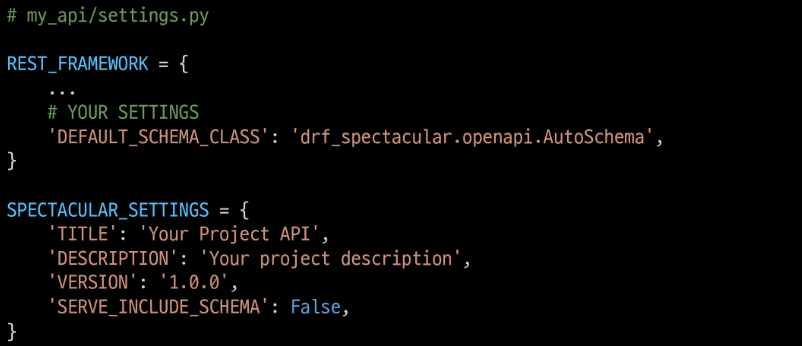 # my_api/settings.py
REST_FRAMEWORK = {
    ...
    # YOUR SETTINGS
    'DEFAULT_SCHEMA_CLASS': 'drf_spectacular.openapi.AutoSchema',
}
SPECTACULAR_SETTINGS = {
    'TITLE': 'Your Project API',
    'DESCRIPTION': 'Your project description',
    'VERSION': '1.0.0',
    'SERVE_INCLUDE_SCHEMA': False,
}